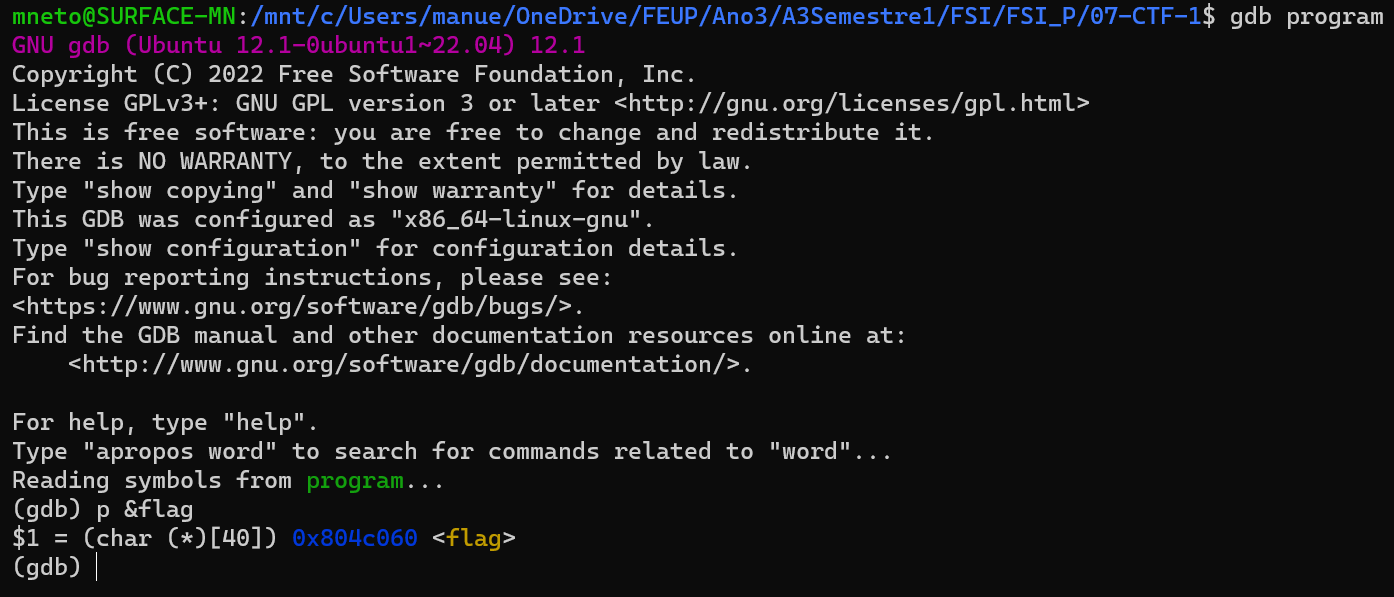 mneto@SURFACE-MN:/mnt/c/Users/manue/OneDrive/FEUP/Ano3/A3Semestre1/FSI/FSI_P/07-CTF-1$ gdb program
GNU gdb (Ubuntu 12.1-0ubuntu1~22.04) 12.1
Copyright (C) 2022 Free Software Foundation, Inc.
License GPLv3+: GNU GPL version 3 or later <http://gnu.org/licenses/gpl.html>
This is free software: you are free to change and redistribute it.
There is NO WARRANTY, to the extent permitted by law.
Type "show copying" and "show warranty" for details.
This GDB was configured as "x86_64-linux-gnu".
Type "show configuration" for configuration details.
For bug reporting instructions, please see:
<https://www.gnu.org/software/gdb/bugs/>.
Find the GDB manual and other documentation resources online at:
    <http://www.gnu.org/software/gdb/documentation/>.

For help, type "help".
Type "apropos word" to search for commands related to "word"...
Reading symbols from program...
(gdb) p &flag
$1 = (char (*)[40]) 0x804c060 <flag>
(gdb)